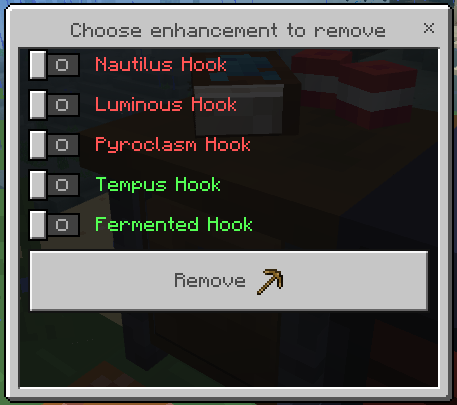 Choose enhancement to remove
Nautilus Hook
Luminous Hook
Pyroclasm Hook
Tempus Hook
Fermented Hook
Remove